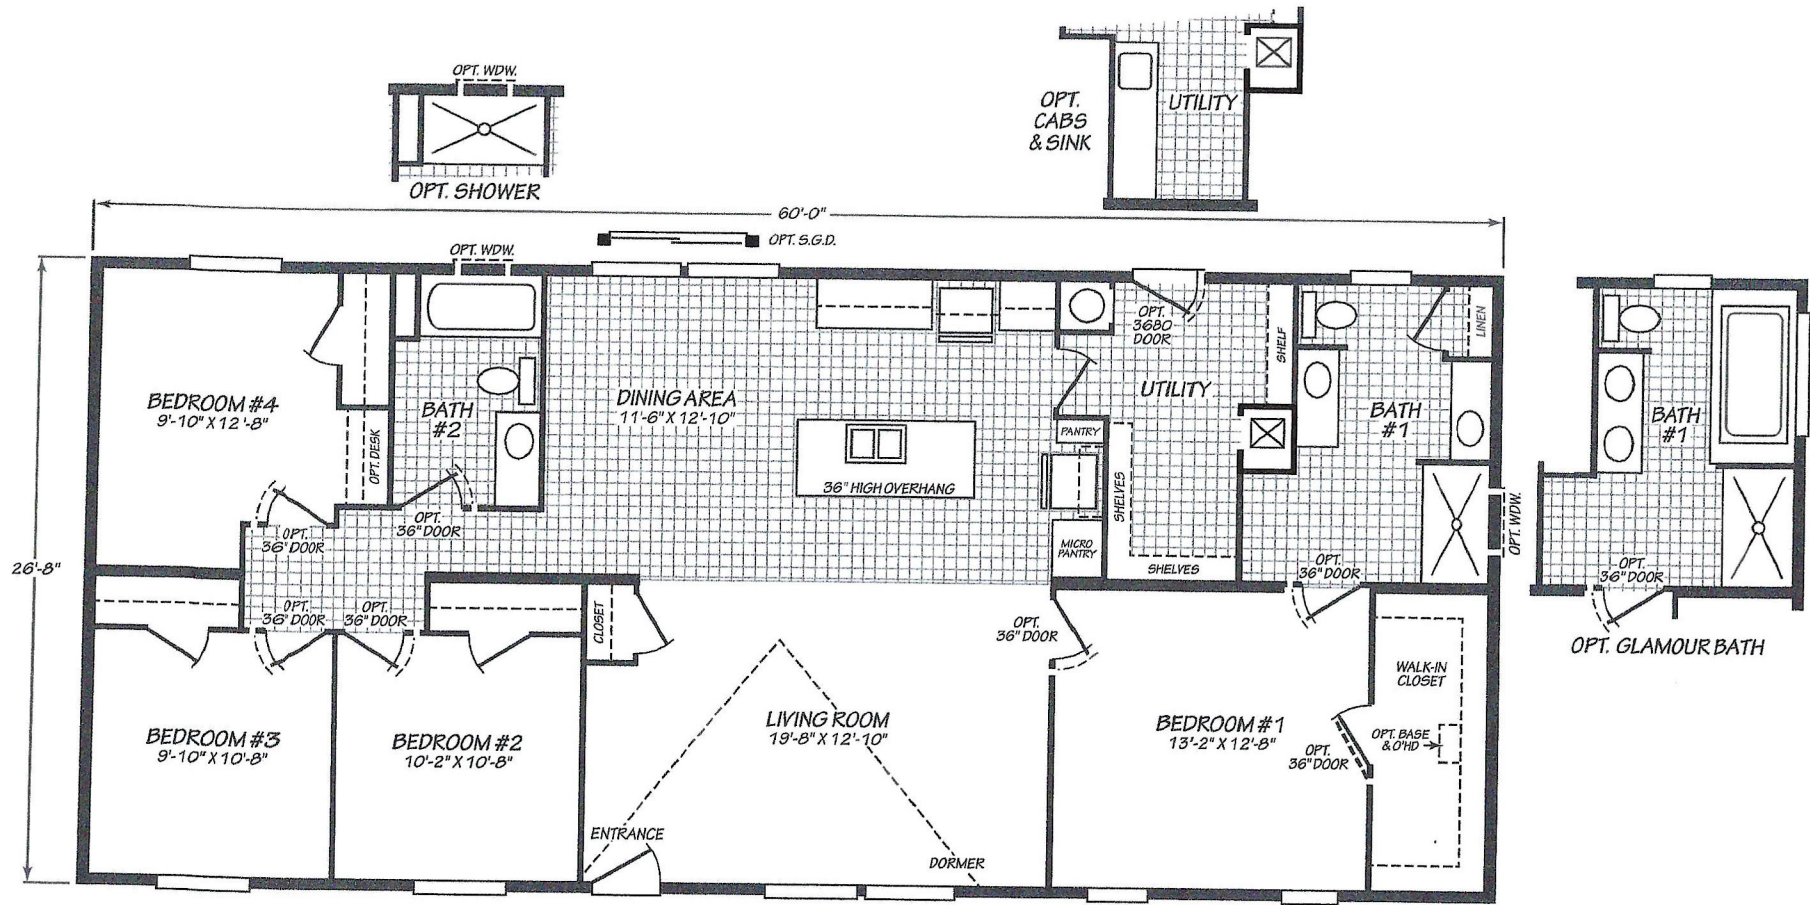 OPT. WDW.
OPT. SHOWER
OPT.
CABS
& SINK
UTILITY
60'-0"
OPT. WDW.
OPT. S.G.D.
26'-8"
BEDROOM #4
9'-10" X 12'-8"
OPT. DESK
BATH
#2
OPT.
36" DOOR
OPT.
36" DOOR
DINING AREA
11'-6" X 12'-10"
36" HIGH OVERHANG
PANTRY
MICRO
PANTRY
OPT.
3680
DOOR
UTILITY
SHELF
SHELVES
SHELVES
LINEN
BATH
#1
OPT. WDW.
OPT.
36" DOOR
BATH
#1
OPT.
36" DOOR
OPT. GLAMOUR BATH
OPT.
36" DOOR
OPT.
36" DOOR
CLOSET
OPT.
36" DOOR
BEDROOM #3
9'-10" X 10'-8"
BEDROOM #2
10'-2" X 10'-8"
LIVING ROOM
19'-8" X 12'-10"
ENTRANCE
DORMER
BEDROOM #1
13'-2" X 12'-8"
OPT.
36" DOOR
WALK-IN
CLOSET
OPT. BASE
& O'HD